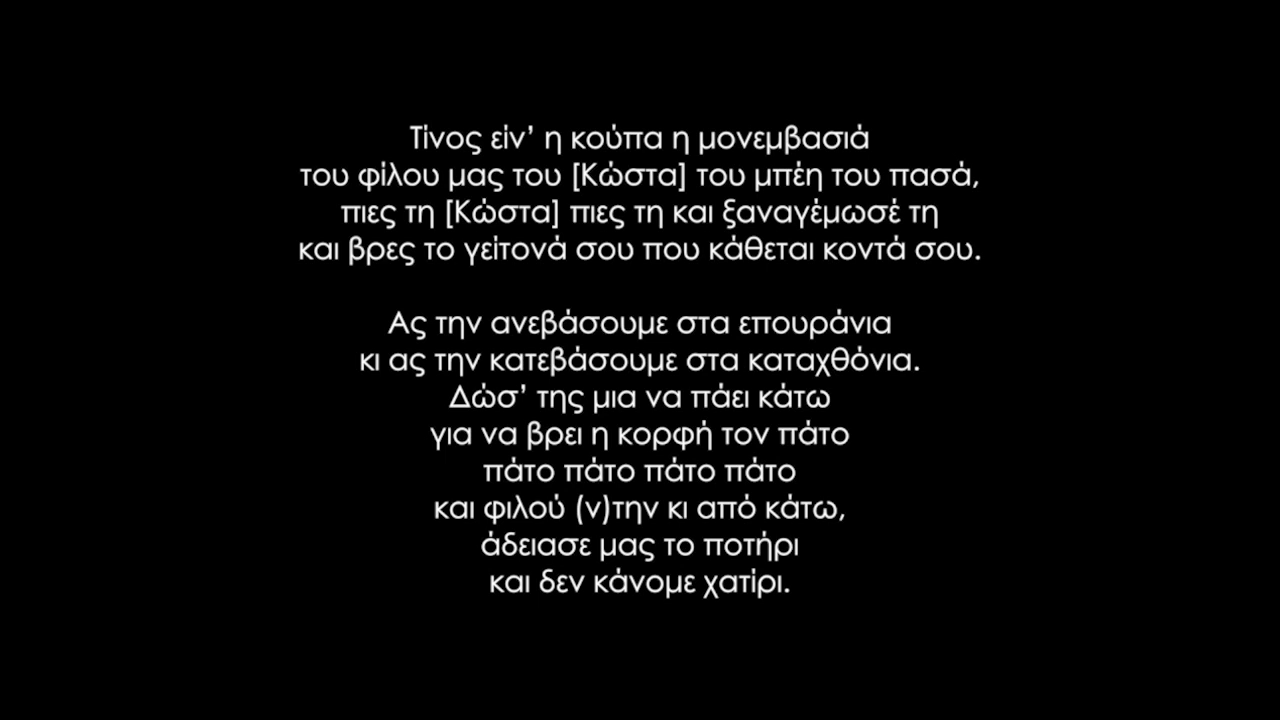 Τίνος είν’ η κούπα η μονεμβασιά
του φίλου μας του [Κώστα] του μπέη του πασά,
πιες τη [Κώστα] πιες τη και ξαναγέμωσέ τη
και βρες το γείτονά σου που κάθεται κοντά σου.
Ας την ανεβάσουμε στα επουράνια
κι ας την κατεβάσουμε στα καταχθόνια.
Δώσ’ της μια να πάει κάτω
για να βρει η κορφή τον πάτο
πάτο πάτο πάτο πάτο
και φιλού (ν)την κι από κάτω,
άδειασε μας το ποτήρι
και δεν κάνομε χατίρι.